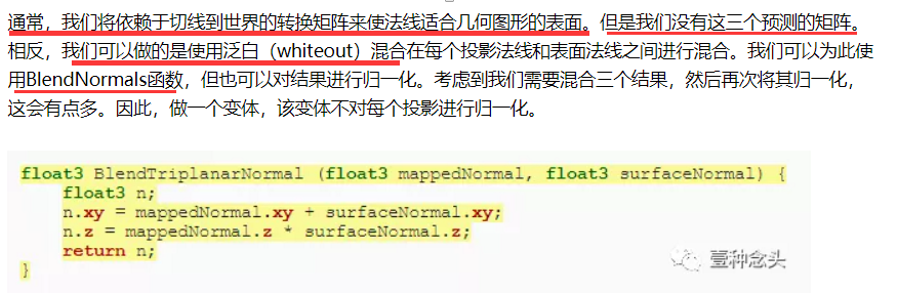 通常，我们将依赖于切线到世界的转换矩阵来使法线适合几何图形的表面。但是我们没有这三个预测的矩阵。
相反，我们可以做的是使用泛白（whiteout）混合在每个投影法线和表面法线之间进行混合。我们可以为此使
用BlendNormals函数，但也可以对结果进行归一化。考虑到我们需要混合三个结果，然后再次将其归一化，
这会有点多。因此，做一个变体，该变体不对每个投影进行归一化。
float3 BlendTriplanarNormal (float3 mappedNormal, float3 surfaceNormal) {
    float3 n;
    n.xy = mappedNormal.xy + surfaceNormal.xy;
    n.z = mappedNormal.z * surfaceNormal.z;
    return n;
}
壹种念头